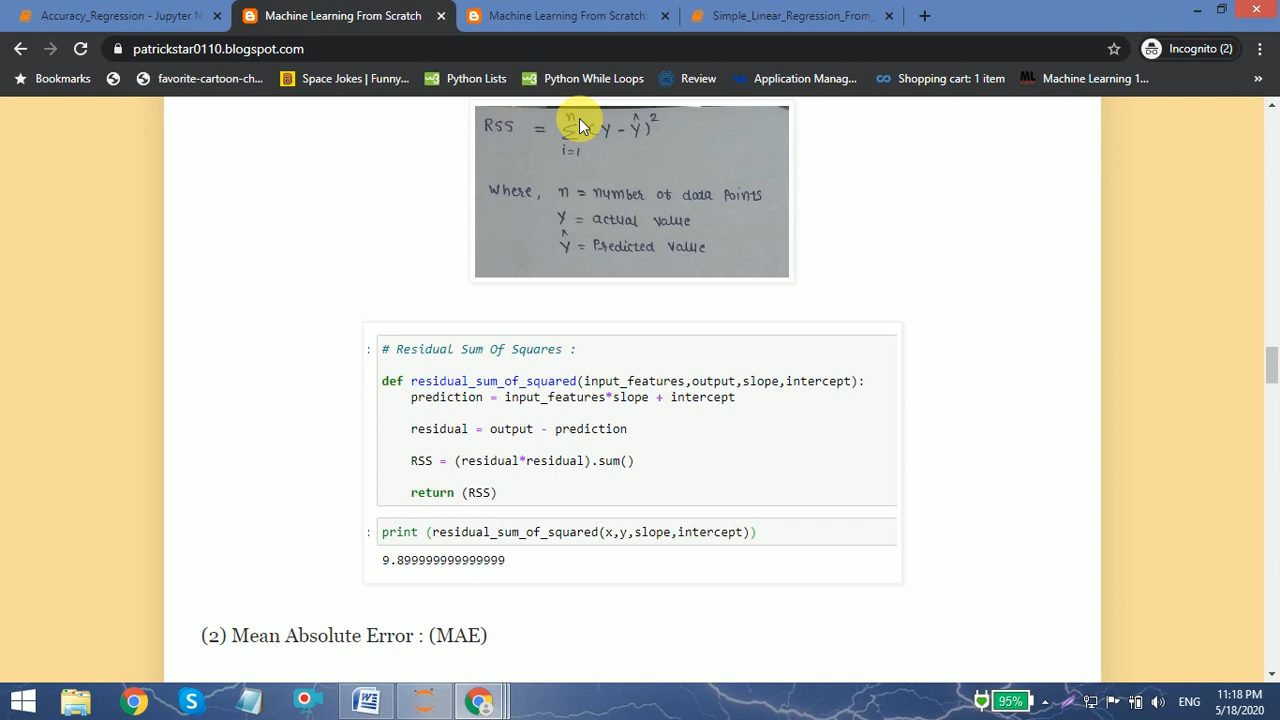 Accuracy_Regression - Jupyter N
Machine Learning From Scratch
Machine Learning From Scratch:
Simple_Linear_Regression_From_
patrickstar0110.blogspot.com
Incognito (2)
Bookmarks
favorite-cartoon-ch...
Space Jokes | Funny...
Python Lists
Python While Loops
Review
Application Manag...
Shopping cart: 1 item
ML
Machine Learning 1...
»
RSS = n∑i=1 (Y - Ŷ)²
Where, n = number of data points
Y = actual value
Ŷ = Predicted value
# Residual Sum Of Squares :
def residual_sum_of_squared(input_features,output,slope,intercept):
prediction = input_features*slope + intercept
residual = output - prediction
RSS = (residual*residual).sum()
return (RSS)
: print (residual_sum_of_squared(x,y,slope,intercept))
9.899999999999999
(2) Mean Absolute Error : (MAE)
95%
ENG
11:18 PM
5/18/2020